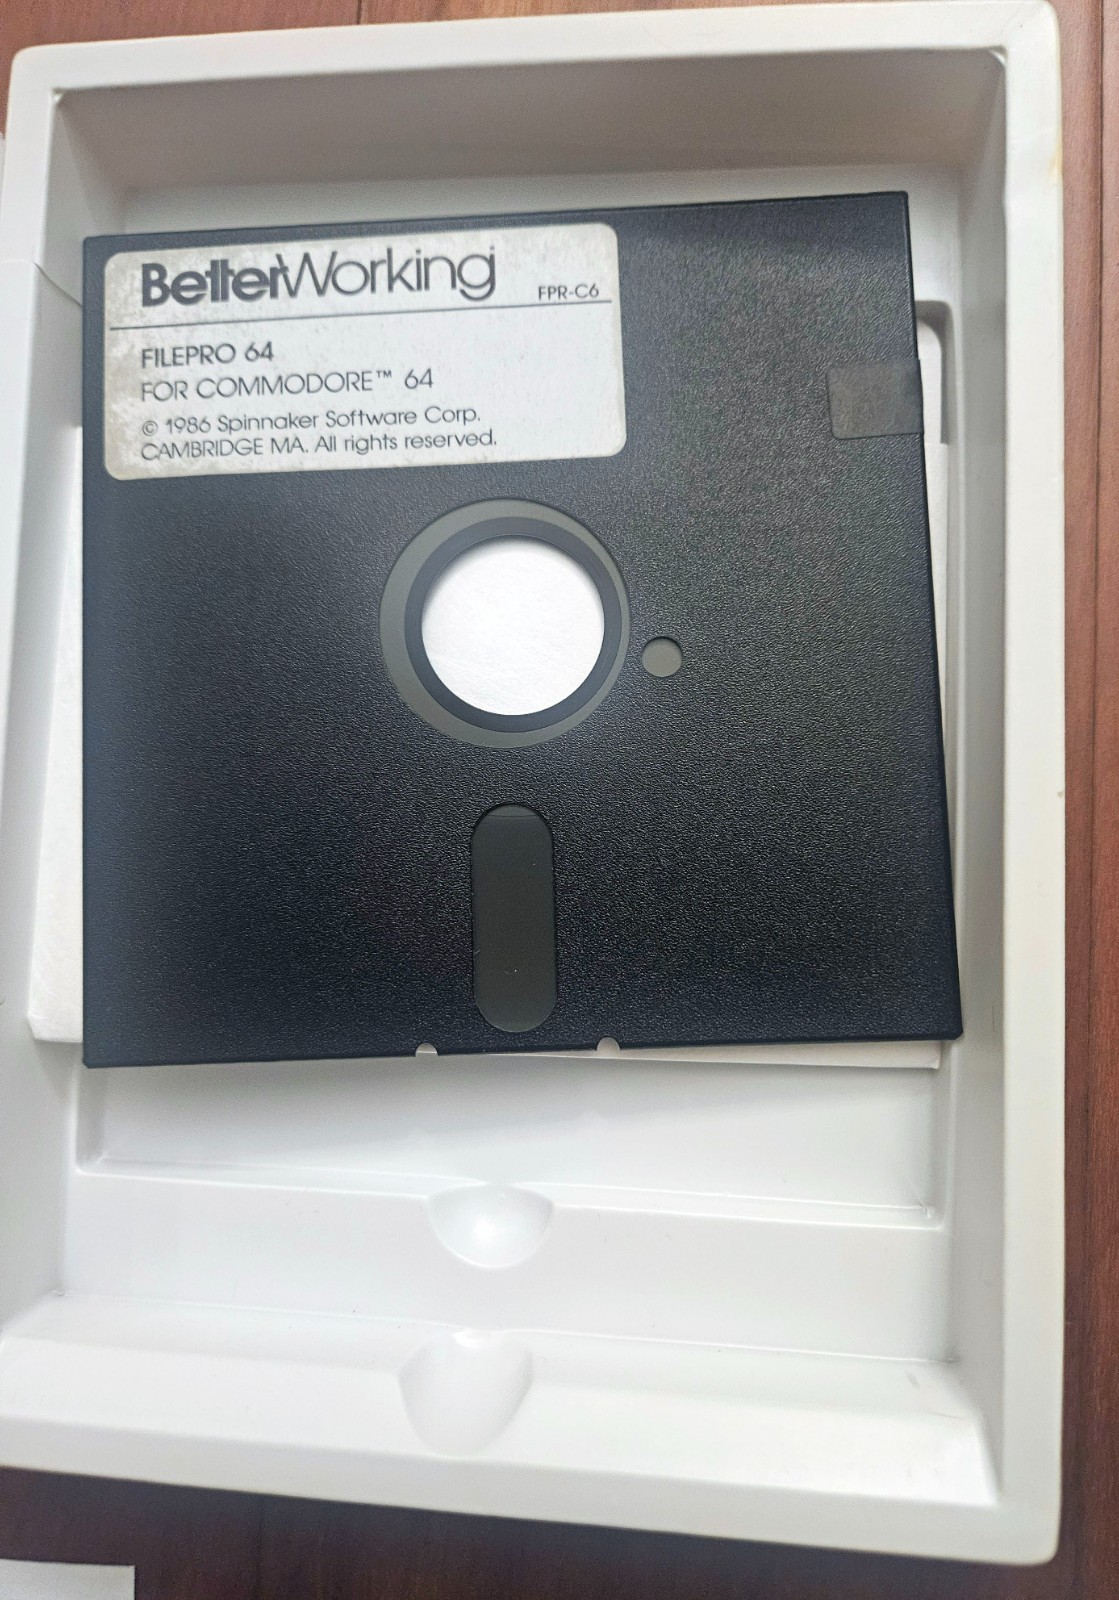 BetterWorking
FPR-C6
FILEPRO 64
FOR COMMODORE™ 64
© 1986 Spinnaker Software Corp.
CAMBRIDGE MA. All rights reserved.